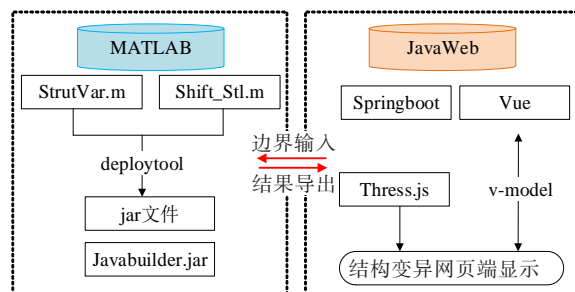 MATLAB
StrutVar.m
Shift_Stl.m
deploytool
jar文件
Javabuilder.jar
边界输入
结果导出
JavaWeb
Springboot
Vue
Thress.js
v-model
结构变异网页端显示